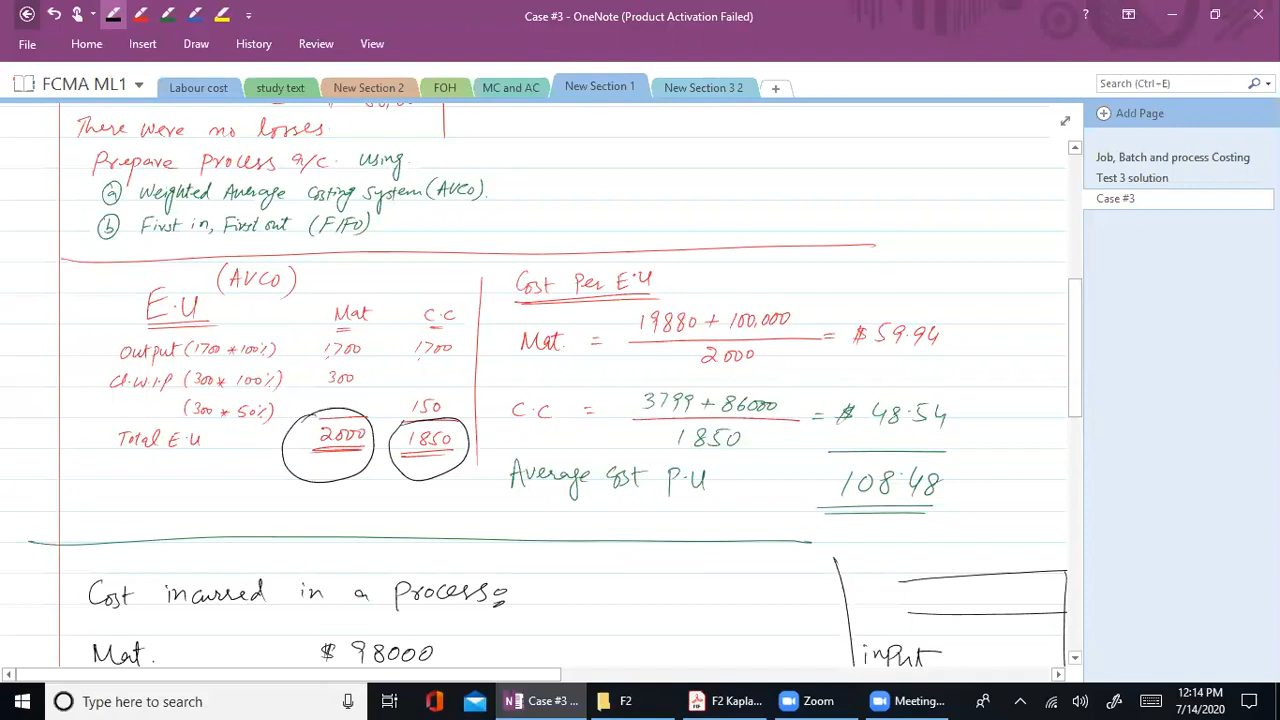 Case #3 - OneNote (Product Activation Failed)
File Home Insert Draw History Review View
FCMA ML1 Labour cost study text New Section 2 FOH MC and AC New Section 1 New Section 3 2 Search (Ctrl+E)
Add Page
Job, Batch and process Costing
Test 3 solution
Case #3
There were no losses.
Prepare Process a/c. using.
(a) Weighted Average Costing System (AVCO).
(b) First in, First out (FIFO)
(AVCO)
E.U
Mat C.C
Output (1700 * 100%) 1,700 1,700
Cl.W.I.P (300 * 100%) 300
(300 * 50%) 150
Total E.U 2000 1850
Cost Per E.U
Mat. = 19880 + 100,000 = $ 59.94
2000
C.C = 3799 + 86000 = $ 48.54
1850
Average Cost P.U 108.48
Cost incurred in a process:
Mat. $ 98000
input
Type here to search Case #3 ... F2 F2 Kapla... Zoom Meeting... 12:14 PM
7/14/2020